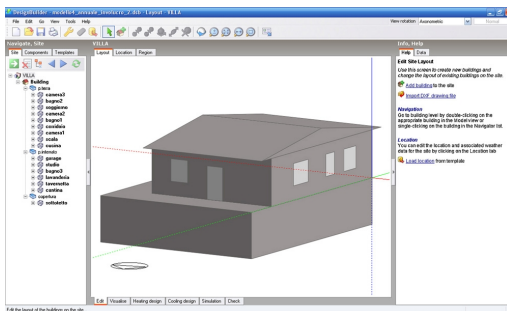 DesignBuilder - modello4_annuale_involucro_2.dsb - Layout - VILLA
File Edit Go View Tools Help
View rotation Axonometric
Normal
Navigate, Site
Site Components Templates
VILLA
Building
camera3
bagno2
soggiorno
camera2
bagno1
corridoio
camera1
scala
cucina
garage
studio
bagno3
lavanderia
tavernetta
cantina
copertura
sottotetto
VILLA
Layout Location Region
Edit Visualise Heating design Cooling design Simulation Check
Info, Help
Help Data
Edit Site Layout
Use this screen to create new buildings and
change the layout of existing buildings on the site.
Add building to the site
Import DXF drawing file
Navigation
Go to building level by double-clicking on the
appropriate building in the Model view or
single-clicking on the building in the Navigator list.
Location
You can edit the location and associated weather
data for the site by clicking on the Location tab
Load location from template
Edit the layout of the buildings on the site